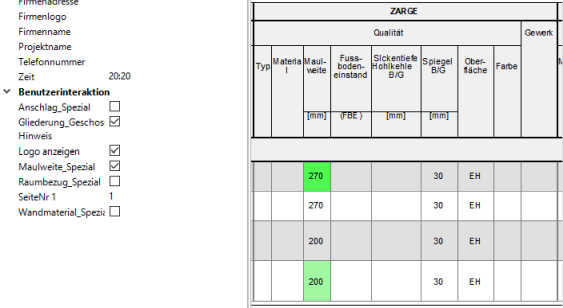 Firmenadresse
Firmenlogo
Firmenname
Projektname
Telefonnummer
Zeit 20:20
Benutzerinteraktion
Anschlag_Spezial
Gliederung_Geschos
Hinweis
Logo anzeigen
Maulweite_Spezial
Raumbezug_Spezial
SeiteNr 1 1
Wandmaterial_Spezi
ZARGE
Qualität Gewerk
Typ Materia
l Maul-
weite Fuss-
boden-
einstand Sickentiefe
Hohlkehle
B/G Spiegel
B/G Ober-
fläche Farbe
[mm] (FBE) [mm] [mm]
270 30 EH
270 30 EH
200 30 EH
200 30 EH